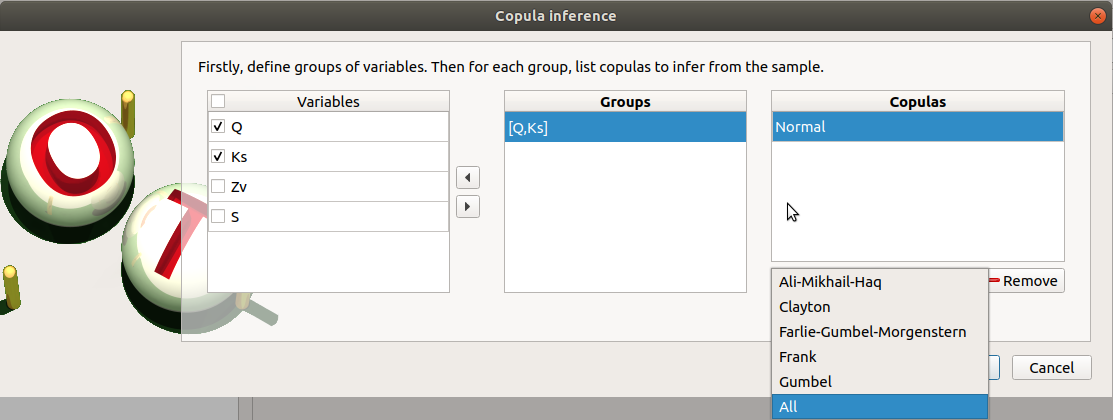 Copula inference
Firstly, define groups of variables. Then for each group, list copulas to infer from the sample.
Variables
Q
Ks
Zv
S
Groups
[Q,Ks]
Copulas
Normal
Ali-Mikhail-Haq
Clayton
Farlie-Gumbel-Morgenstern
Frank
Gumbel
All
Remove
Cancel